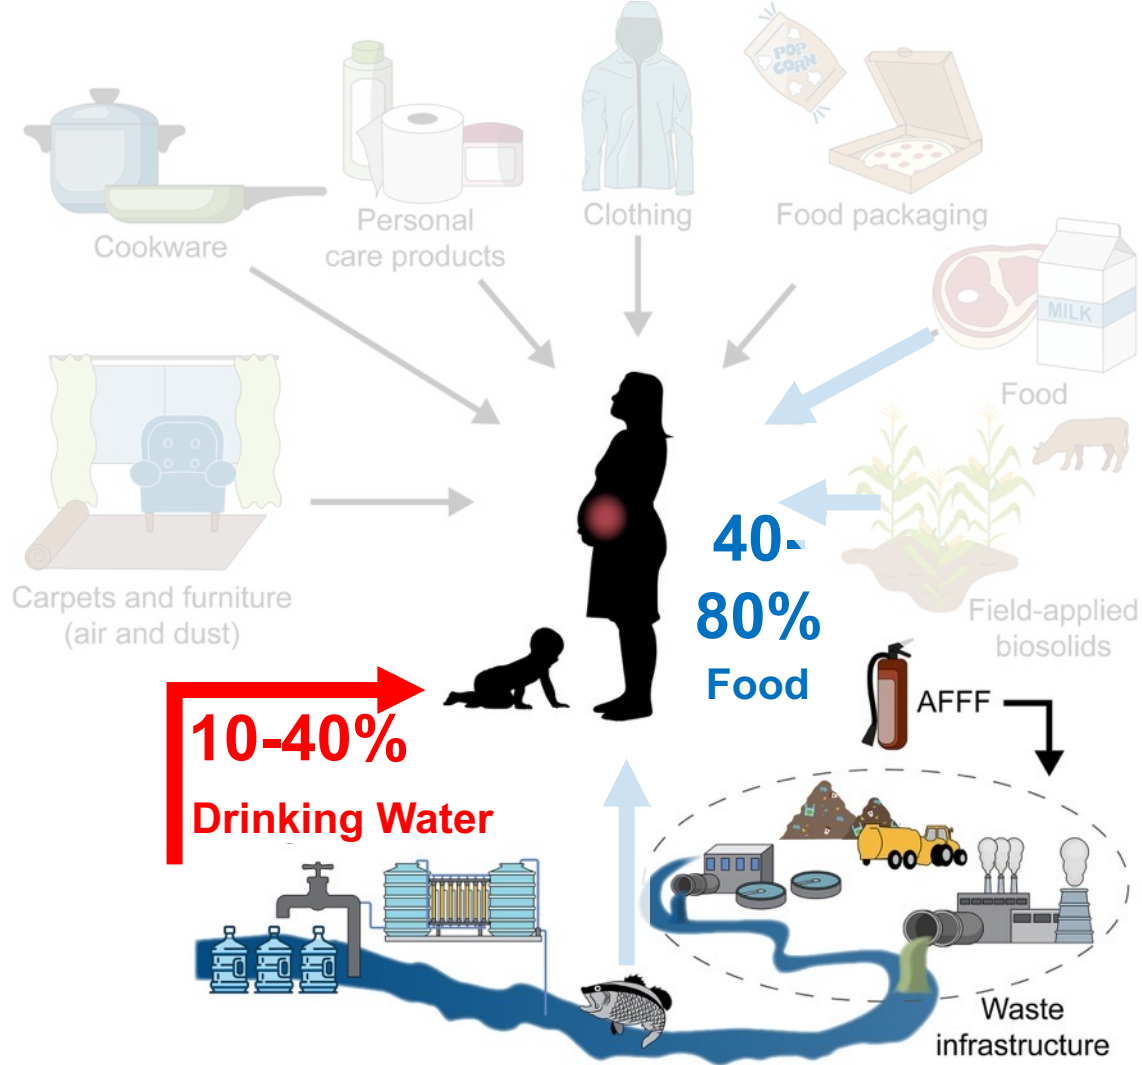 POP
CORN
Cookware
Personal
care products
Clothing
Food packaging
MILK
Food
Carpets and furniture
(air and dust)
40-
80%
Food
Field-applied
biosolids
AFFF
10-40%
Drinking Water
Waste
infrastructure